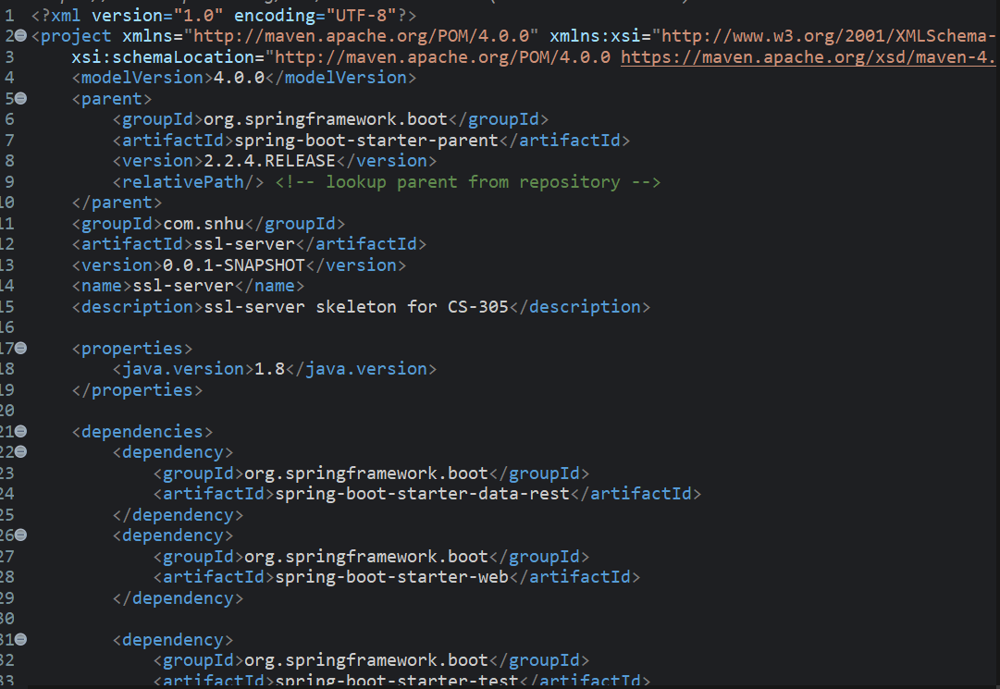 1 <?xml version="1.0" encoding="UTF-8"?>
2 <project xmlns="http://maven.apache.org/POM/4.0.0" xmlns:xsi="http://www.w3.org/2001/XMLSchema-
3 xsi:schemaLocation="http://maven.apache.org/POM/4.0.0 https://maven.apache.org/xsd/maven-4.
4 <modelVersion>4.0.0</modelVersion>
5 <parent>
6 <groupId>org.springframework.boot</groupId>
7 <artifactId>spring-boot-starter-parent</artifactId>
8 <version>2.2.4.RELEASE</version>
9 <relativePath/> <!-- lookup parent from repository -->
10 </parent>
11 <groupId>com.snhu</groupId>
12 <artifactId>ssl-server</artifactId>
13 <version>0.0.1-SNAPSHOT</version>
14 <name>ssl-server</name>
15 <description>ssl-server skeleton for CS-305</description>
16
17 <properties>
18 <java.version>1.8</java.version>
19 </properties>
20
21 <dependencies>
22 <dependency>
23 <groupId>org.springframework.boot</groupId>
24 <artifactId>spring-boot-starter-data-rest</artifactId>
25 </dependency>
26 <dependency>
27 <groupId>org.springframework.boot</groupId>
28 <artifactId>spring-boot-starter-web</artifactId>
29 </dependency>
30
31 <dependency>
32 <groupId>org.springframework.boot</groupId>
33 <artifactId>spring-boot-starter-test</artifactId>